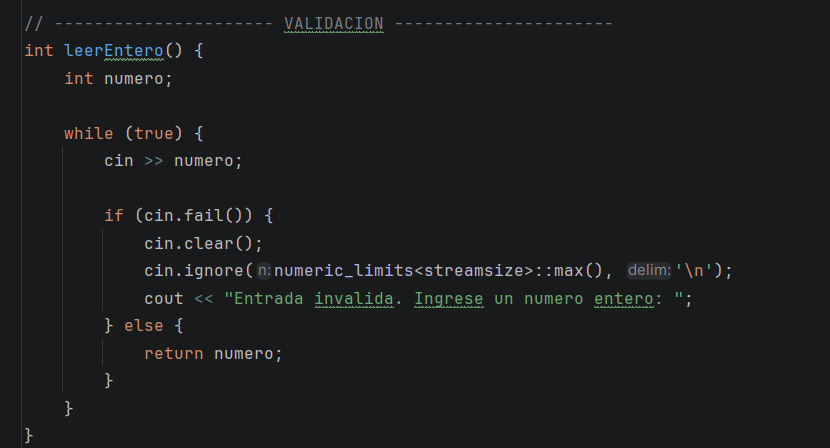 // ---------------------- VALIDACION ----------------------
int leerEntero() {
    int numero;

    while (true) {
        cin >> numero;

        if (cin.fail()) {
            cin.clear();
            cin.ignore(n:numeric_limits<streamsize>::max(), delim:'\n');
            cout << "Entrada invalida. Ingrese un numero entero: ";
        } else {
            return numero;
        }
    }
}